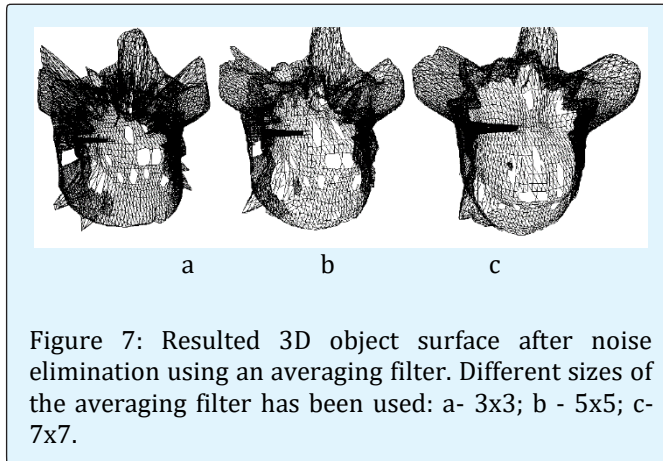 a b c
Figure 7: Resulted 3D object surface after noise
elimination using an averaging filter. Different sizes of
the averaging filter has been used: a- 3x3; b - 5x5; c-
7x7.